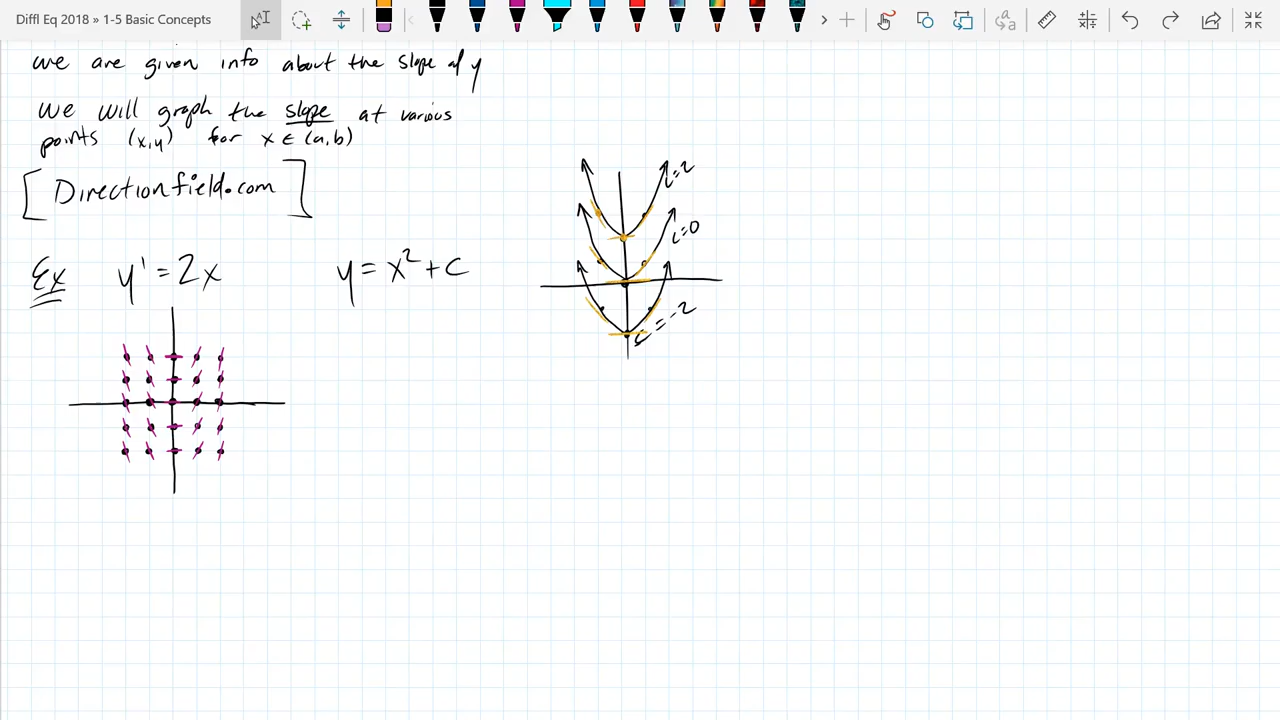 Diffl Eq 2018 » 1-5 Basic Concepts
we are given info about the slope of y
We will graph the slope at various
points (x,y) for x ∈ (a,b)
[Directionfield.com]
Ex y' = 2x y = x² + C
c=2
c=0
c=-2